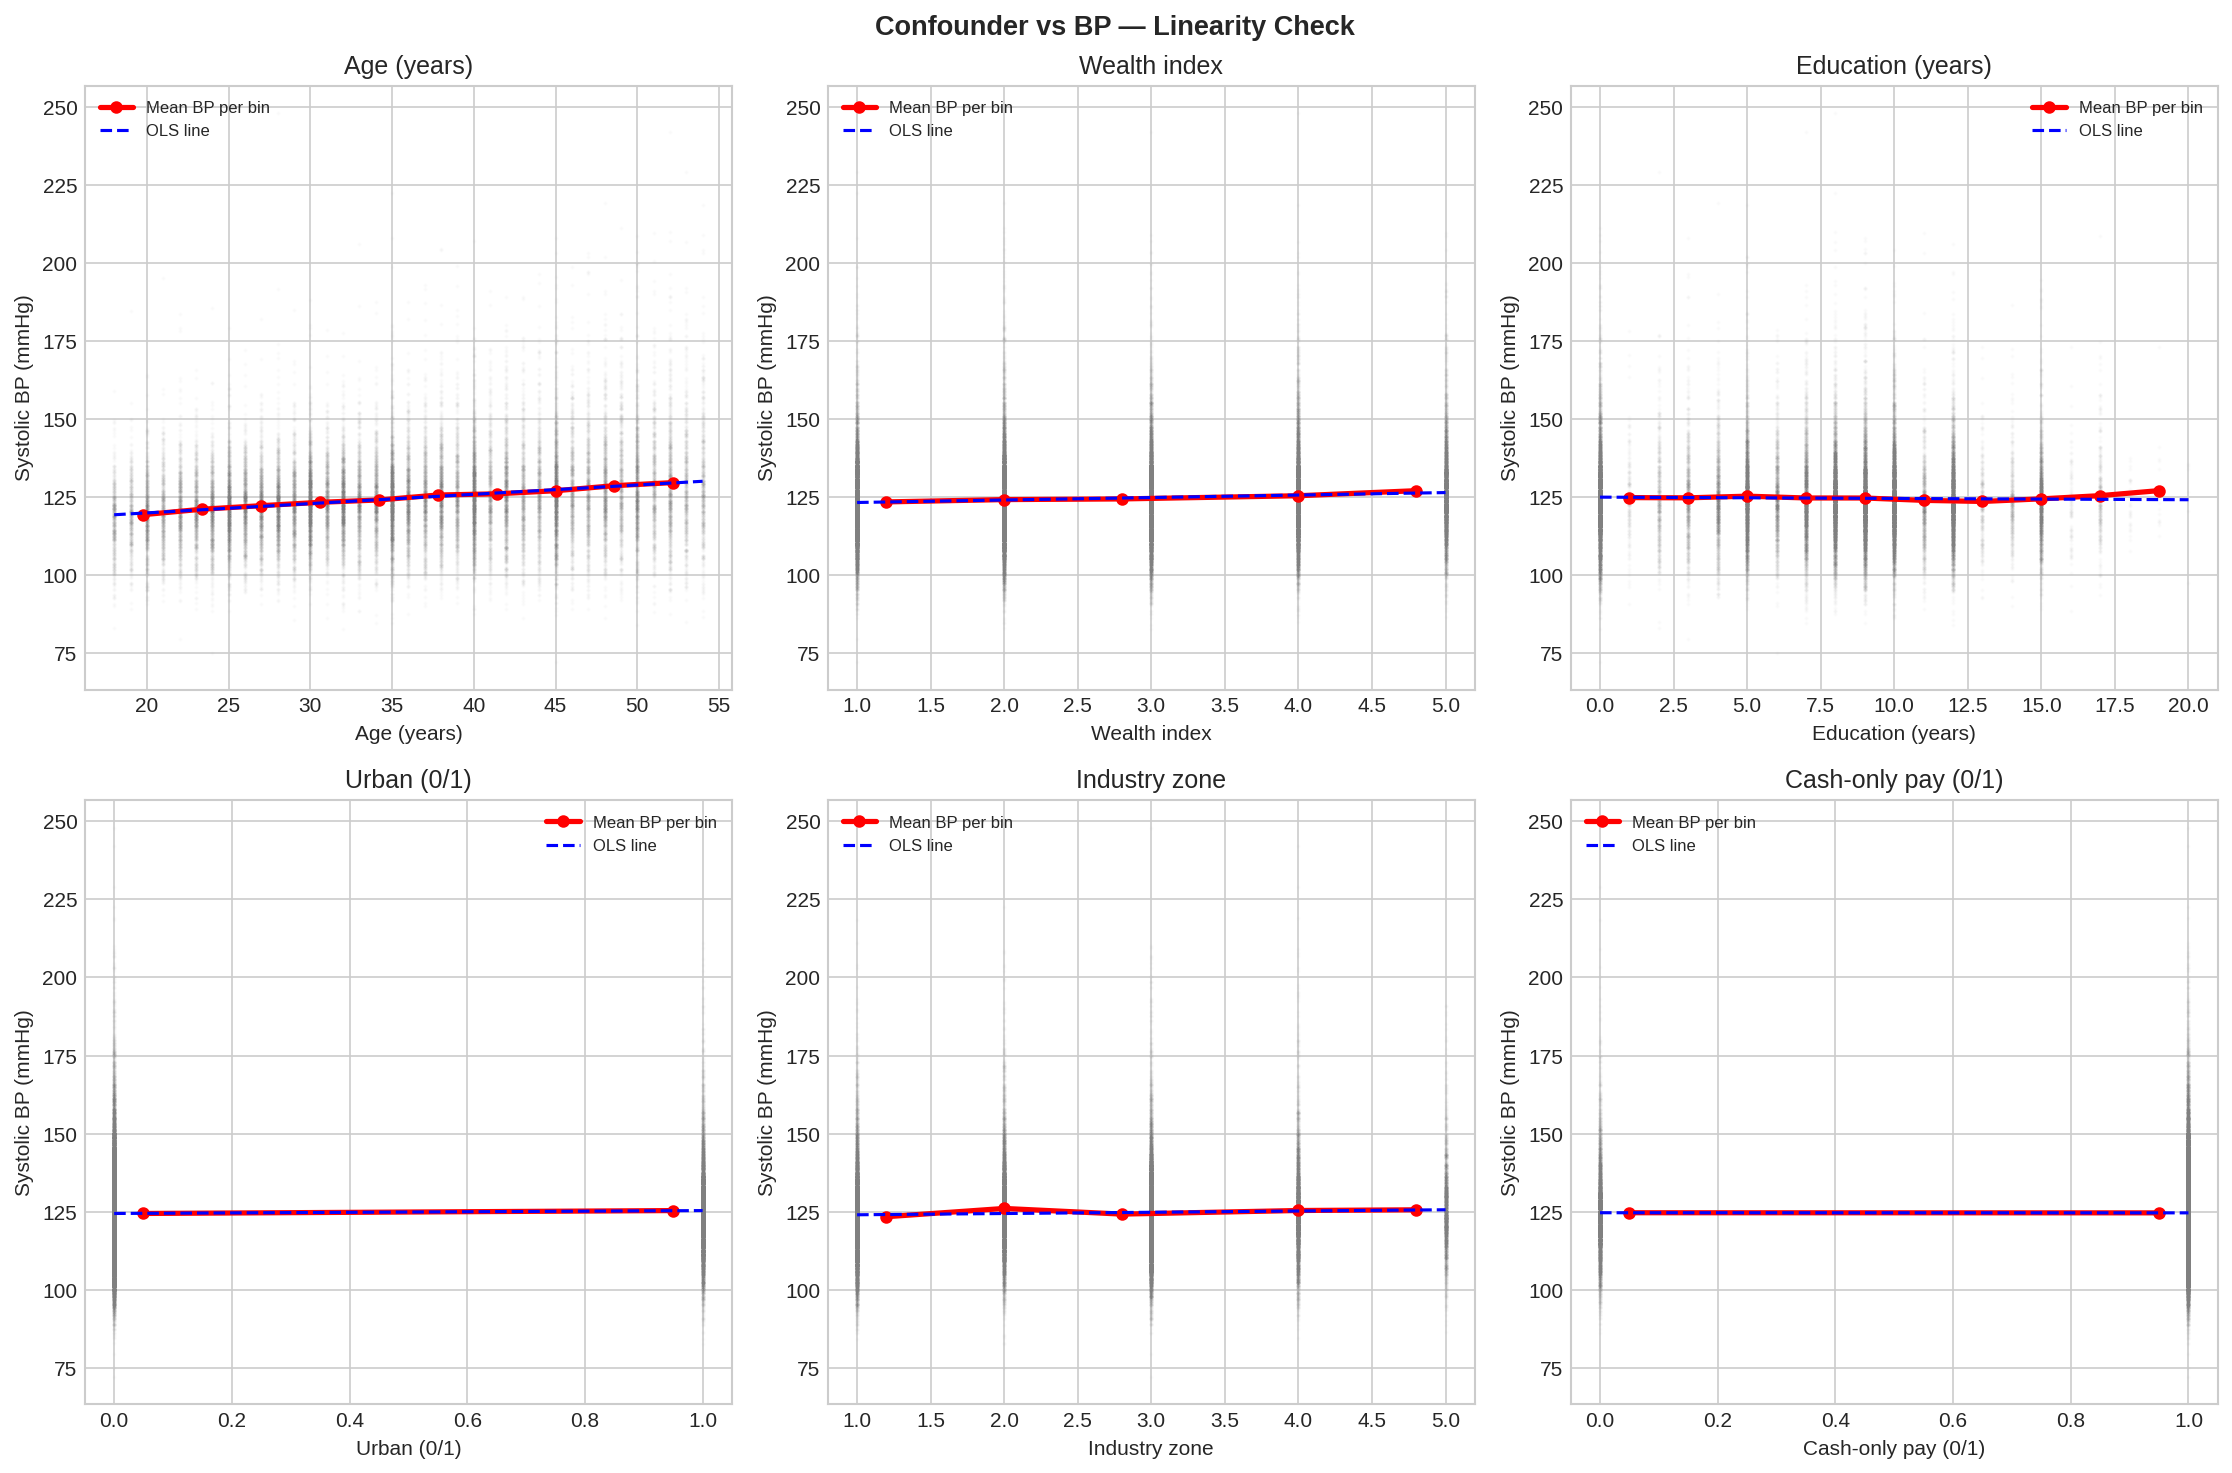 Confounder vs BP — Linearity Check
Age (years)
Mean BP per bin
OLS line
250
225
200
175
150
125
100
75
Systolic BP (mmHg)
20 25 30 35 40 45 50 55
Age (years)
Wealth index
Mean BP per bin
OLS line
250
225
200
175
150
125
100
75
Systolic BP (mmHg)
1.0 1.5 2.0 2.5 3.0 3.5 4.0 4.5 5.0
Wealth index
Education (years)
Mean BP per bin
OLS line
250
225
200
175
150
125
100
75
Systolic BP (mmHg)
0.0 2.5 5.0 7.5 10.0 12.5 15.0 17.5 20.0
Education (years)
Urban (0/1)
Mean BP per bin
OLS line
250
225
200
175
150
125
100
75
Systolic BP (mmHg)
0.0 0.2 0.4 0.6 0.8 1.0
Urban (0/1)
Industry zone
Mean BP per bin
OLS line
250
225
200
175
150
125
100
75
Systolic BP (mmHg)
1.0 1.5 2.0 2.5 3.0 3.5 4.0 4.5 5.0
Industry zone
Cash-only pay (0/1)
Mean BP per bin
OLS line
250
225
200
175
150
125
100
75
Systolic BP (mmHg)
0.0 0.2 0.4 0.6 0.8 1.0
Cash-only pay (0/1)